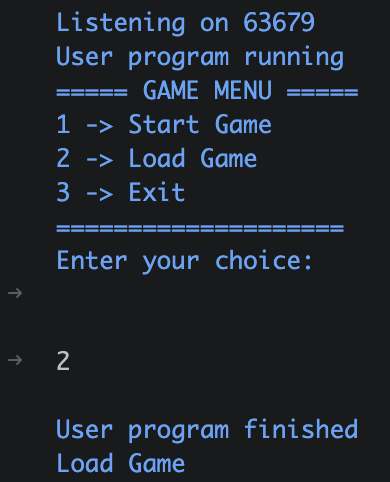 Listening on 63679
User program running
===== GAME MENU =====
1 -> Start Game
2 -> Load Game
3 -> Exit
====================
Enter your choice:
→
→ 2
User program finished
Load Game